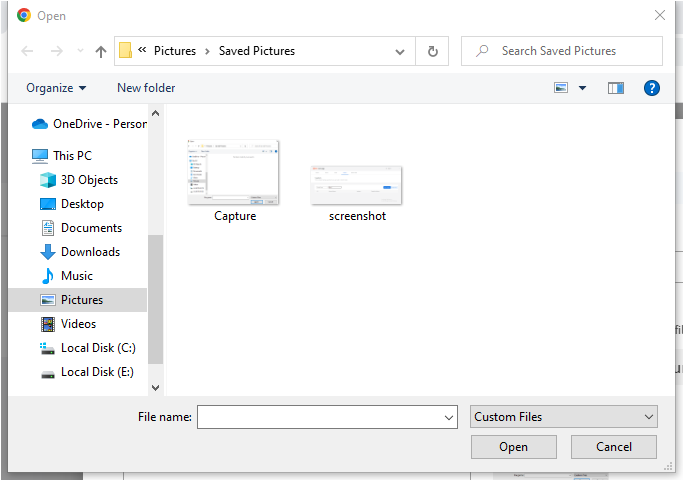 Open
« Pictures > Saved Pictures
Search Saved Pictures
Organize
New folder
OneDrive - Person
This PC
3D Objects
Desktop
Documents
Downloads
Music
Pictures
Videos
Local Disk (C:)
Local Disk (E:)
Capture
screenshot
File name:
Custom Files
Open
Cancel